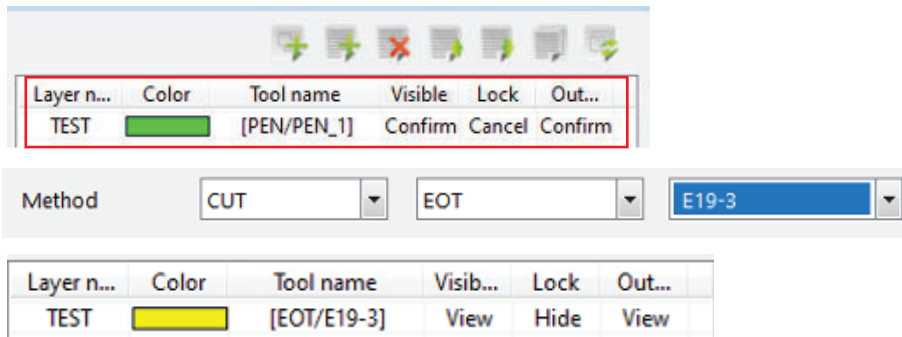 Layer n... Color Tool name Visible Lock Out...
TEST [PEN/PEN_1] Confirm Cancel Confirm
Method CUT EOT E19-3
Layer n... Color Tool name Visib... Lock Out...
TEST [EOT/E19-3] View Hide View